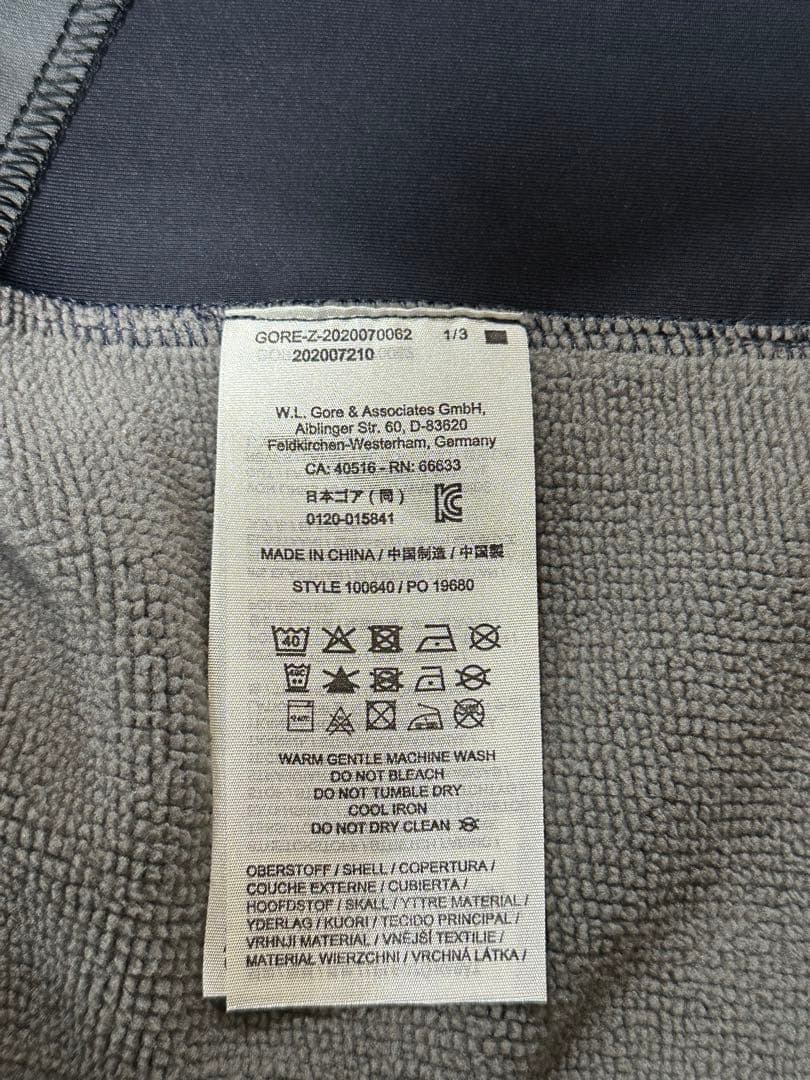 GORE-Z-2020070062 1/3
202007210
W.L. Gore & Associates GmbH,
Aiblinger Str. 60, D-83620
Feldkirchen-Westerham, Germany
CA: 40516 - RN: 66633
日本ゴア(同)
0120-015841
MADE IN CHINA / 中国制造 / 中国製
STYLE 100640 / PO 19680
40
WARM GENTLE MACHINE WASH
DO NOT BLEACH
DO NOT TUMBLE DRY
COOL IRON
DO NOT DRY CLEAN
OBERSTOFF / SHELL / COPERTURA /
COUCHE EXTERNE / CUBIERTA /
HOOFDSTOF / SKALL / YTTRE MATERIAL /
YDERLAG / KUORI / TECIDO PRINCIPAL /
VRHNJI MATERIAL / VNĚJŠÍ TEXTILIE /
MATERIAŁ WIERZCHNI / VRCHNÁ LÁTKA /